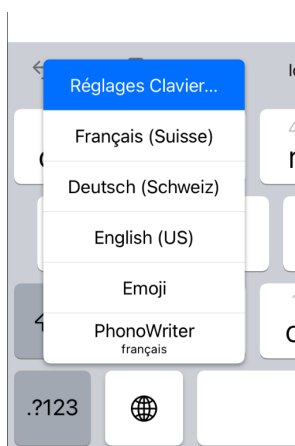 Réglages Clavier...
Français (Suisse)
Deutsch (Schweiz)
English (US)
Emoji
PhonoWriter
français
.?123